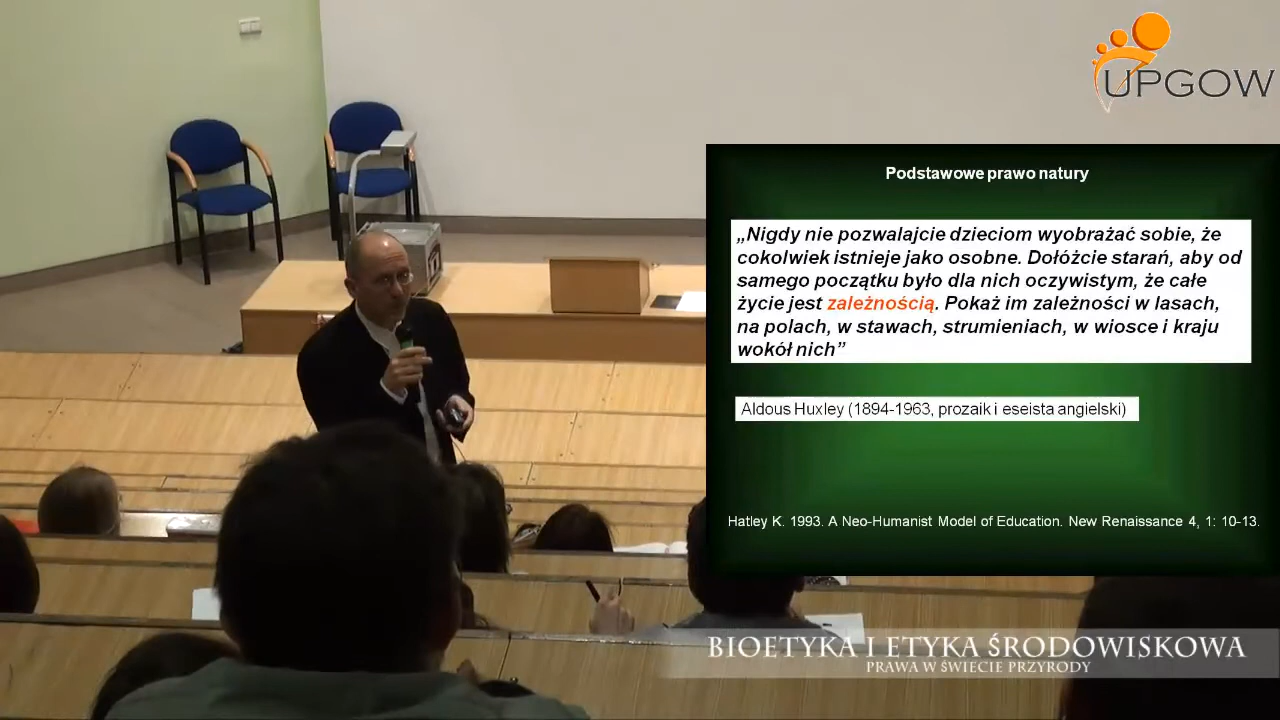 UPGOW
Podstawowe prawo natury
„Nigdy nie pozwalajcie dzieciom wyobrażać sobie, że
cokolwiek istnieje jako osobne. Dołóżcie starań, aby od
samego początku było dla nich oczywistym, że całe
życie jest zależnością. Pokaż im zależności w lasach,
na polach, w stawach, strumieniach, w wiosce i kraju
wokół nich”
Aldous Huxley (1894-1963, prozaik i eseista angielski)
Hatley K. 1993. A Neo-Humanist Model of Education. New Renaissance 4, 1: 10-13.
BIOETYKA I ETYKA ŚRODOWISKOWA
PRAWA W ŚWIECIE PRZYRODY